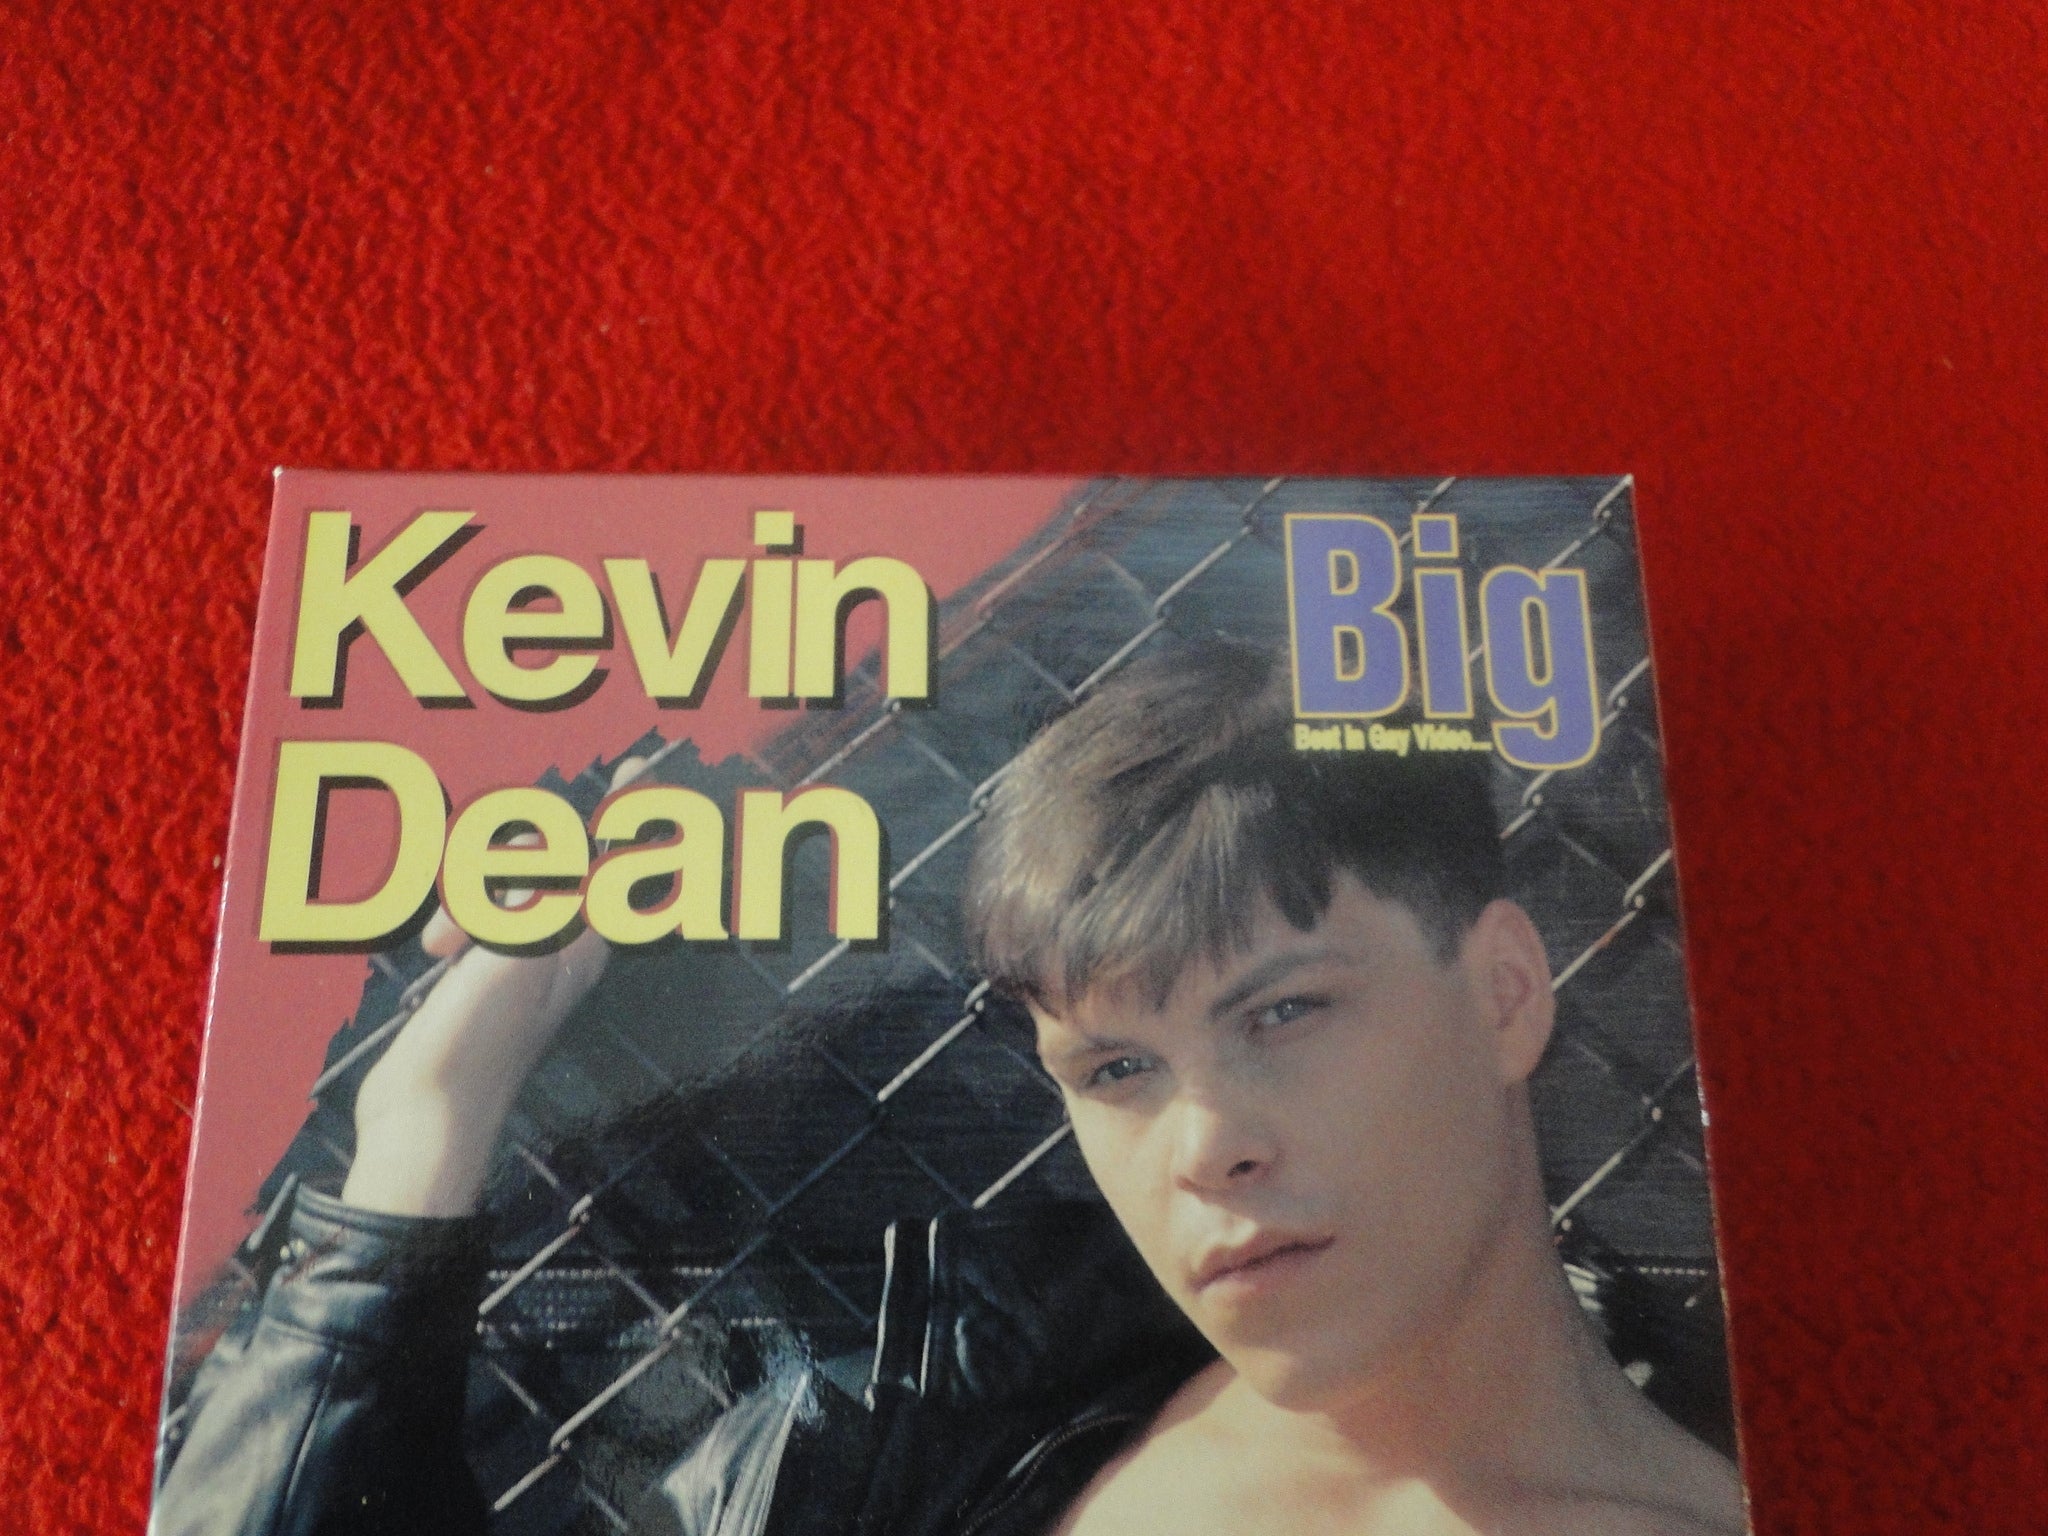 Kevin
Dean
Big
Best In Gay Video...